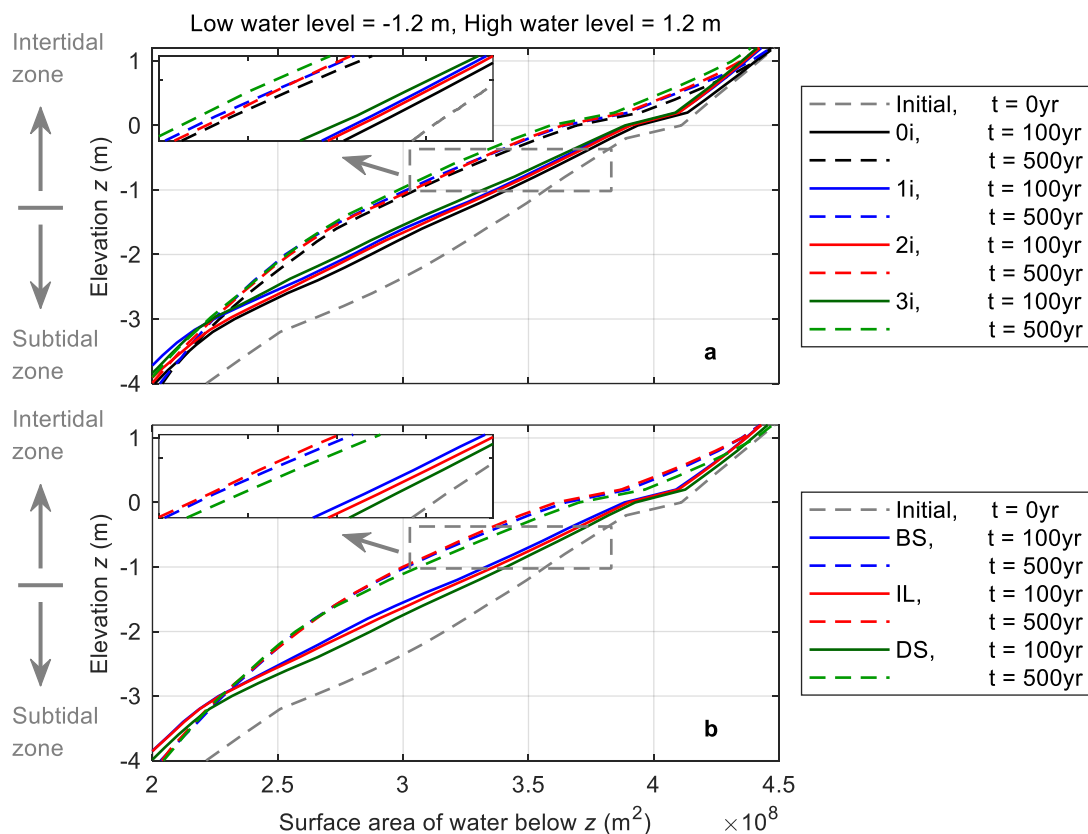 Low water level = -1.2 m, High water level = 1.2 m
Intertidal
zone
Subtidal
zone
Elevation z (m)
1
0
-1
-2
-3
-4
a
Initial, t = 0yr
0i, t = 100yr
t = 500yr
1i, t = 100yr
t = 500yr
2i, t = 100yr
t = 500yr
3i, t = 100yr
t = 500yr
Intertidal
zone
Subtidal
zone
Elevation z (m)
1
0
-1
-2
-3
-4
b
Initial, t = 0yr
BS, t = 100yr
t = 500yr
IL, t = 100yr
t = 500yr
DS, t = 100yr
t = 500yr
2 2.5 3 3.5 4 4.5
Surface area of water below z (m²) ×10⁸